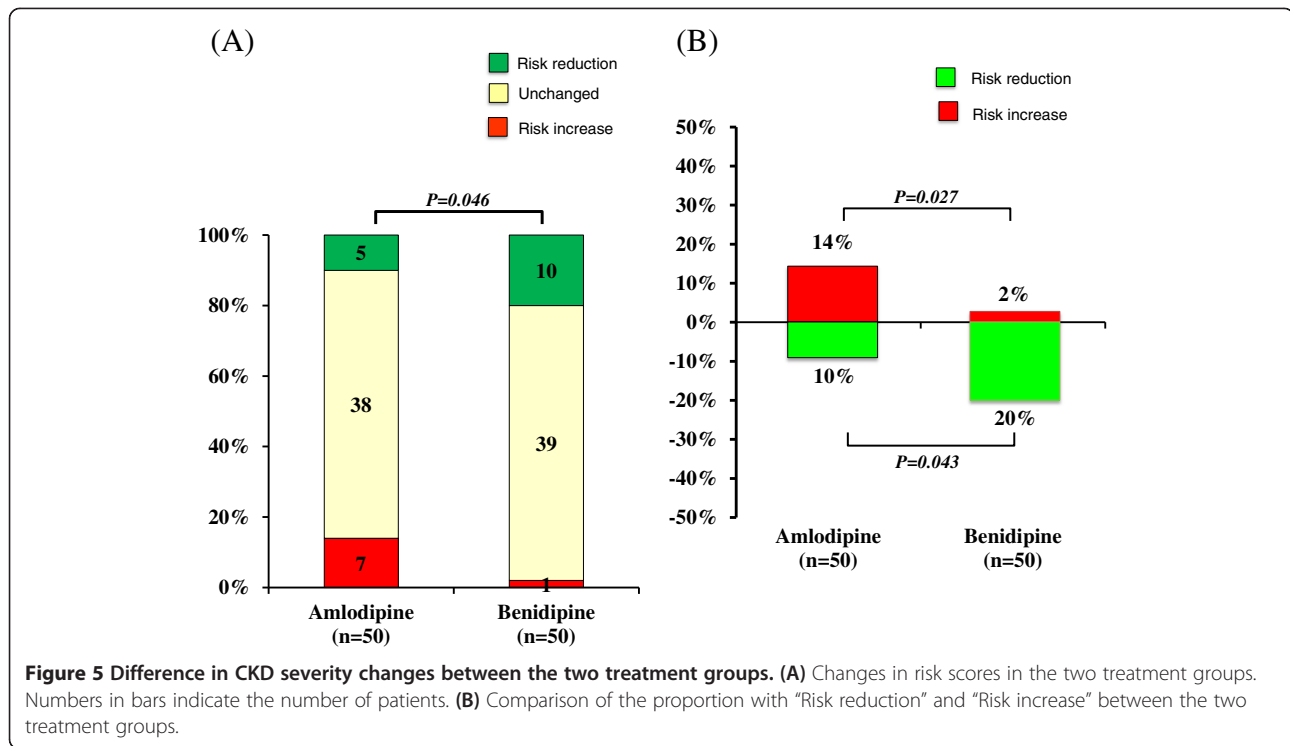 (A)
Risk reduction
Unchanged
Risk increase
P=0.046
100%
80%
60%
40%
20%
0%
5
38
7
10
39
1
Amlodipine
(n=50)
Benidipine
(n=50)
(B)
Risk reduction
Risk increase
50%
40%
30%
20%
10%
0%
-10%
-20%
-30%
-40%
-50%
P=0.027
14%
2%
10%
20%
P=0.043
Amlodipine
(n=50)
Benidipine
(n=50)
Figure 5 Difference in CKD severity changes between the two treatment groups. (A) Changes in risk scores in the two treatment groups.
Numbers in bars indicate the number of patients. (B) Comparison of the proportion with “Risk reduction” and “Risk increase” between the two
treatment groups.